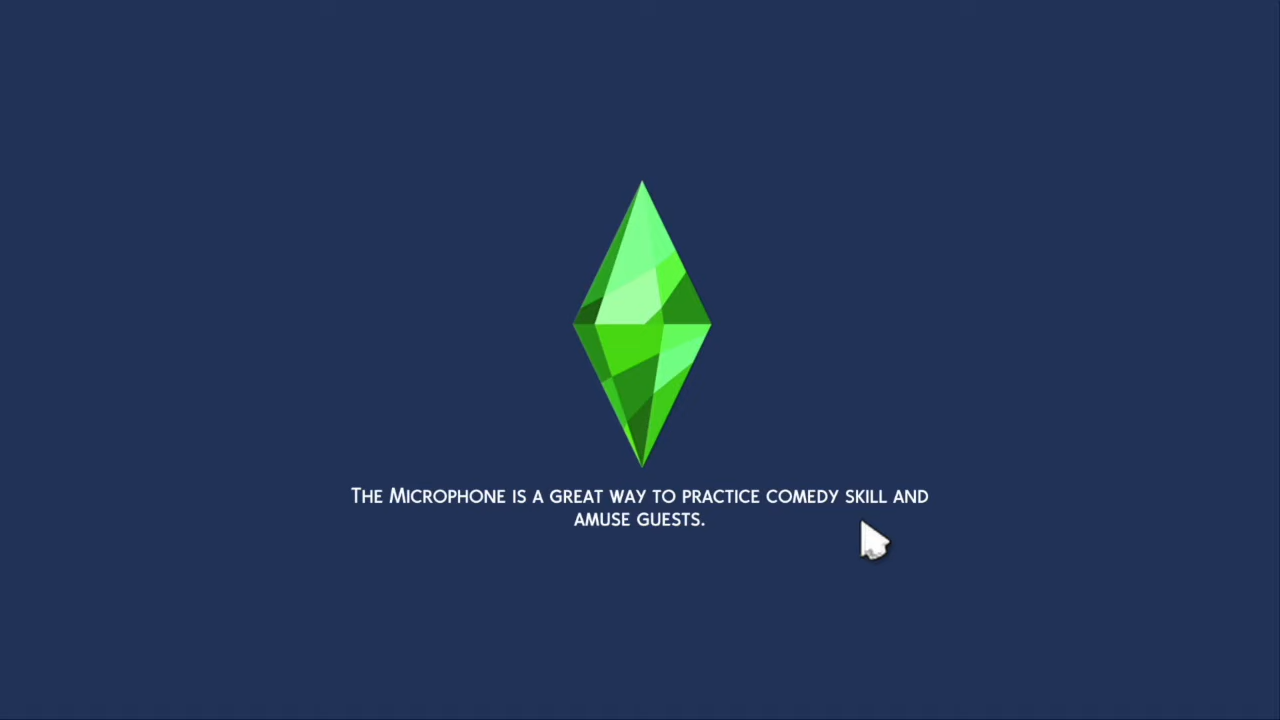 The Microphone is a great way to practice comedy skill and
amuse guests.